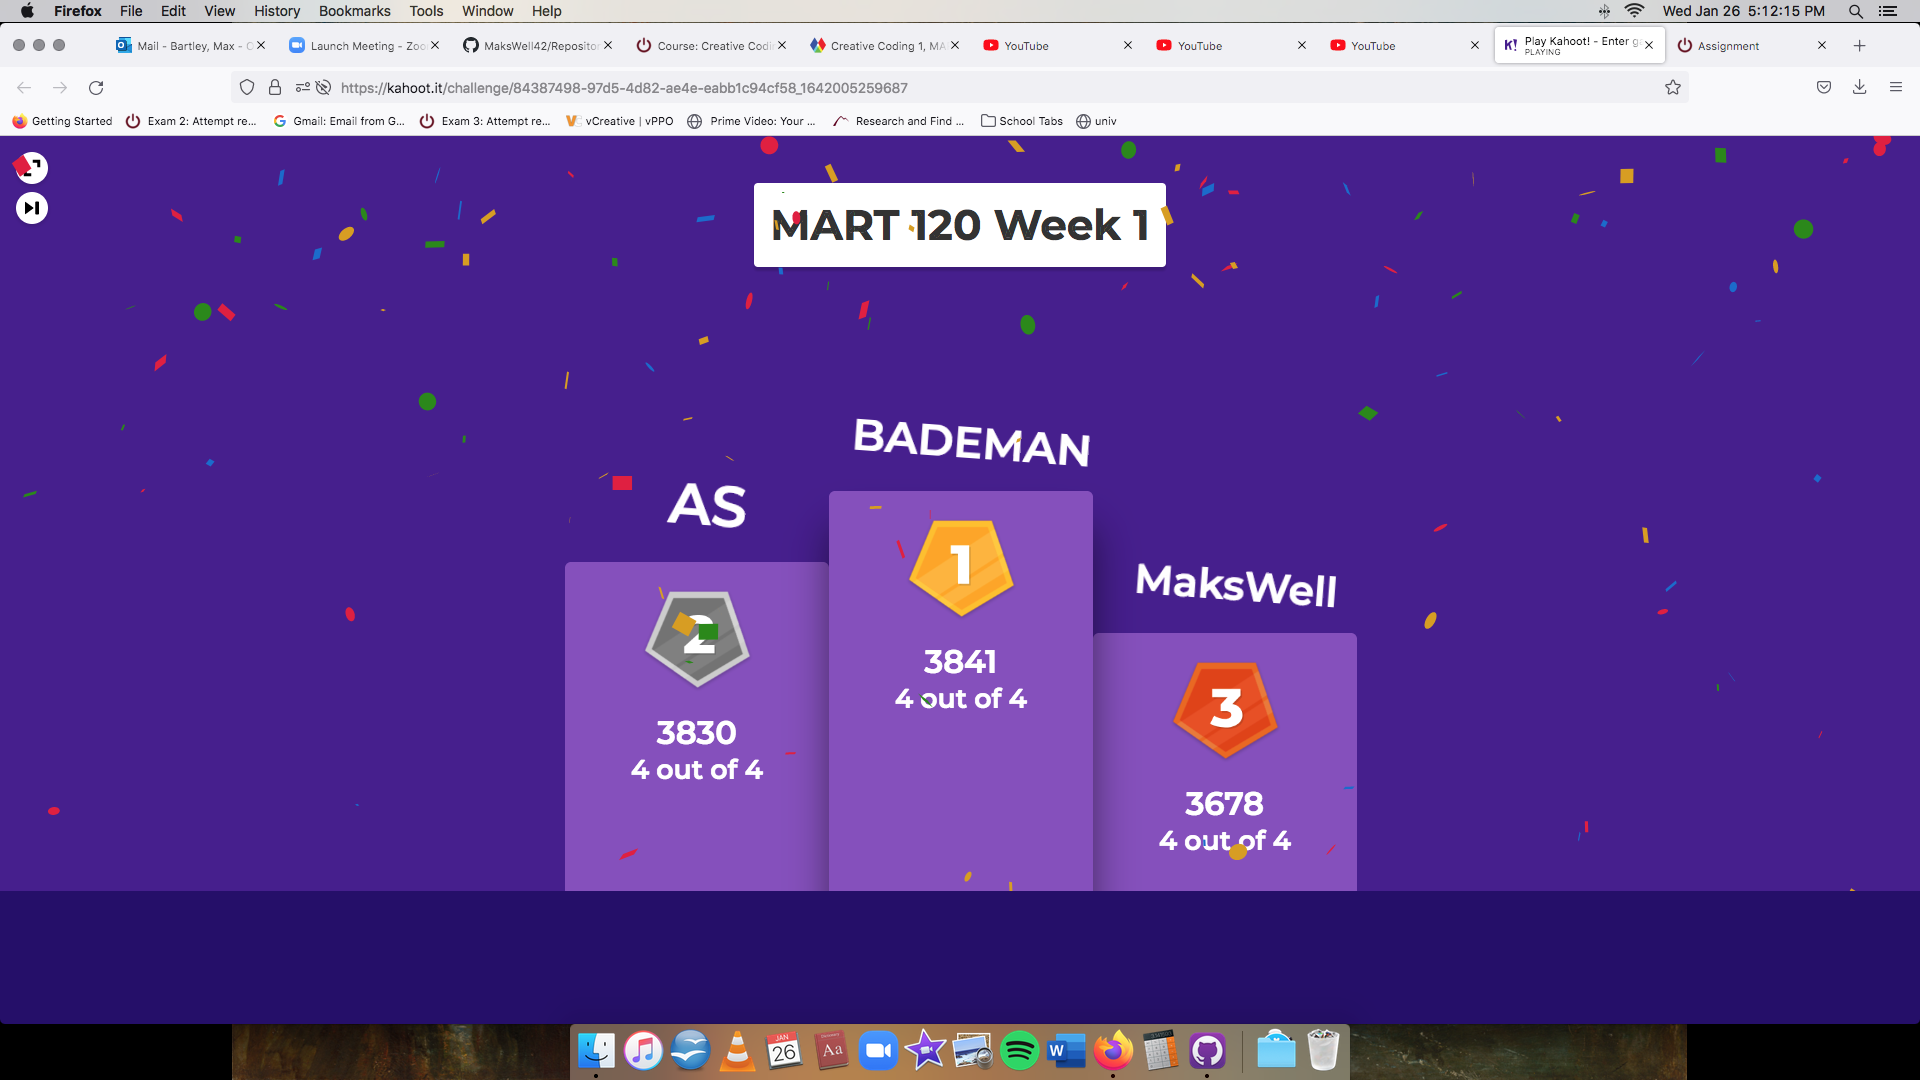 Firefox File Edit View History Bookmarks Tools Window Help Wed Jan 26 5:12:15 PM
Mail - Bartley, Max - Launch Meeting - Zoo MaksWell42/Repositor Course: Creative Codi Creative Coding 1, MA YouTube YouTube YouTube Play Kahoot! - Enter Assignment
PLAYING
https://kahoot.it/challenge/84387498-97d5-4d82-ae4e-eabb1c94cf58_1642005259687
Getting Started Exam 2: Attempt re... Gmail: Email from G... Exam 3: Attempt re... vCreative | vPPO Prime Video: Your ... Research and Find ... School Tabs univ
MART 120 Week 1
BADEMAN
AS
1
MaksWell
2
3841
4 out of 4
3
3830
4 out of 4
3678
4 out of 4
JAN
26
Aa
W